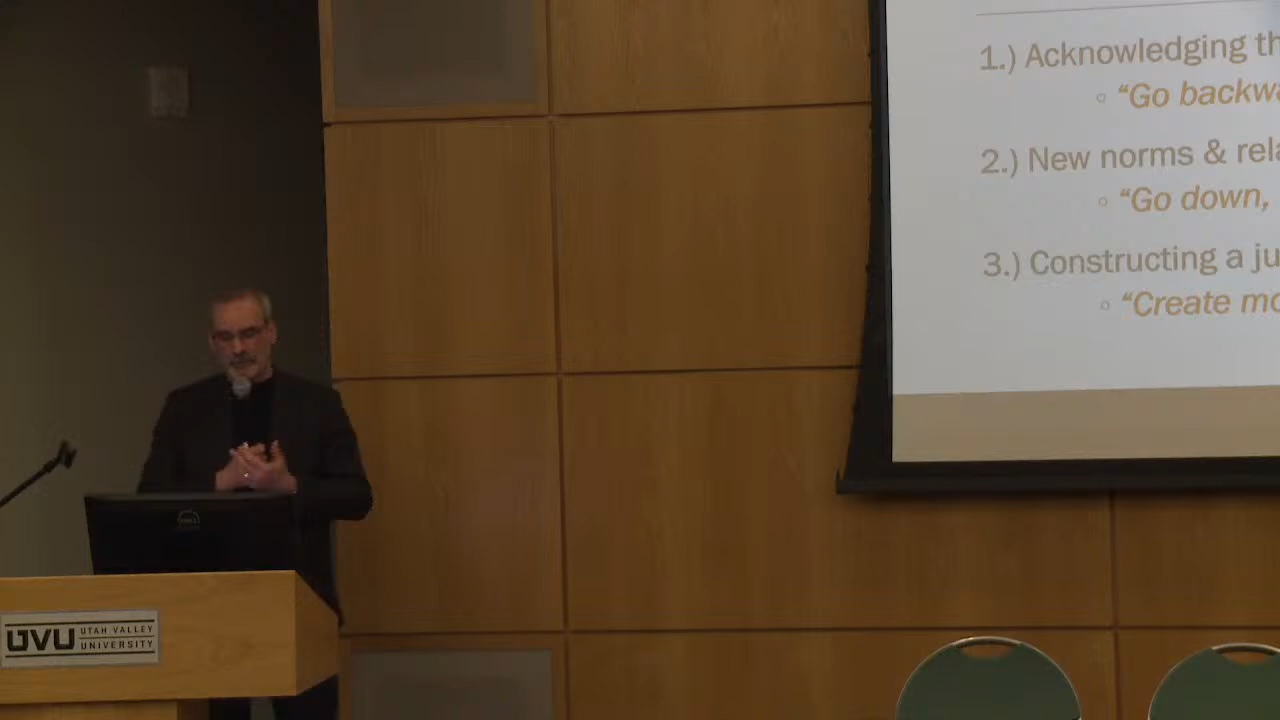 1.) Acknowledging th
“Go backwa
2.) New norms & rela
“Go down,
3.) Constructing a ju
“Create mo
UVU UTAH VALLEY
UNIVERSITY
DELL